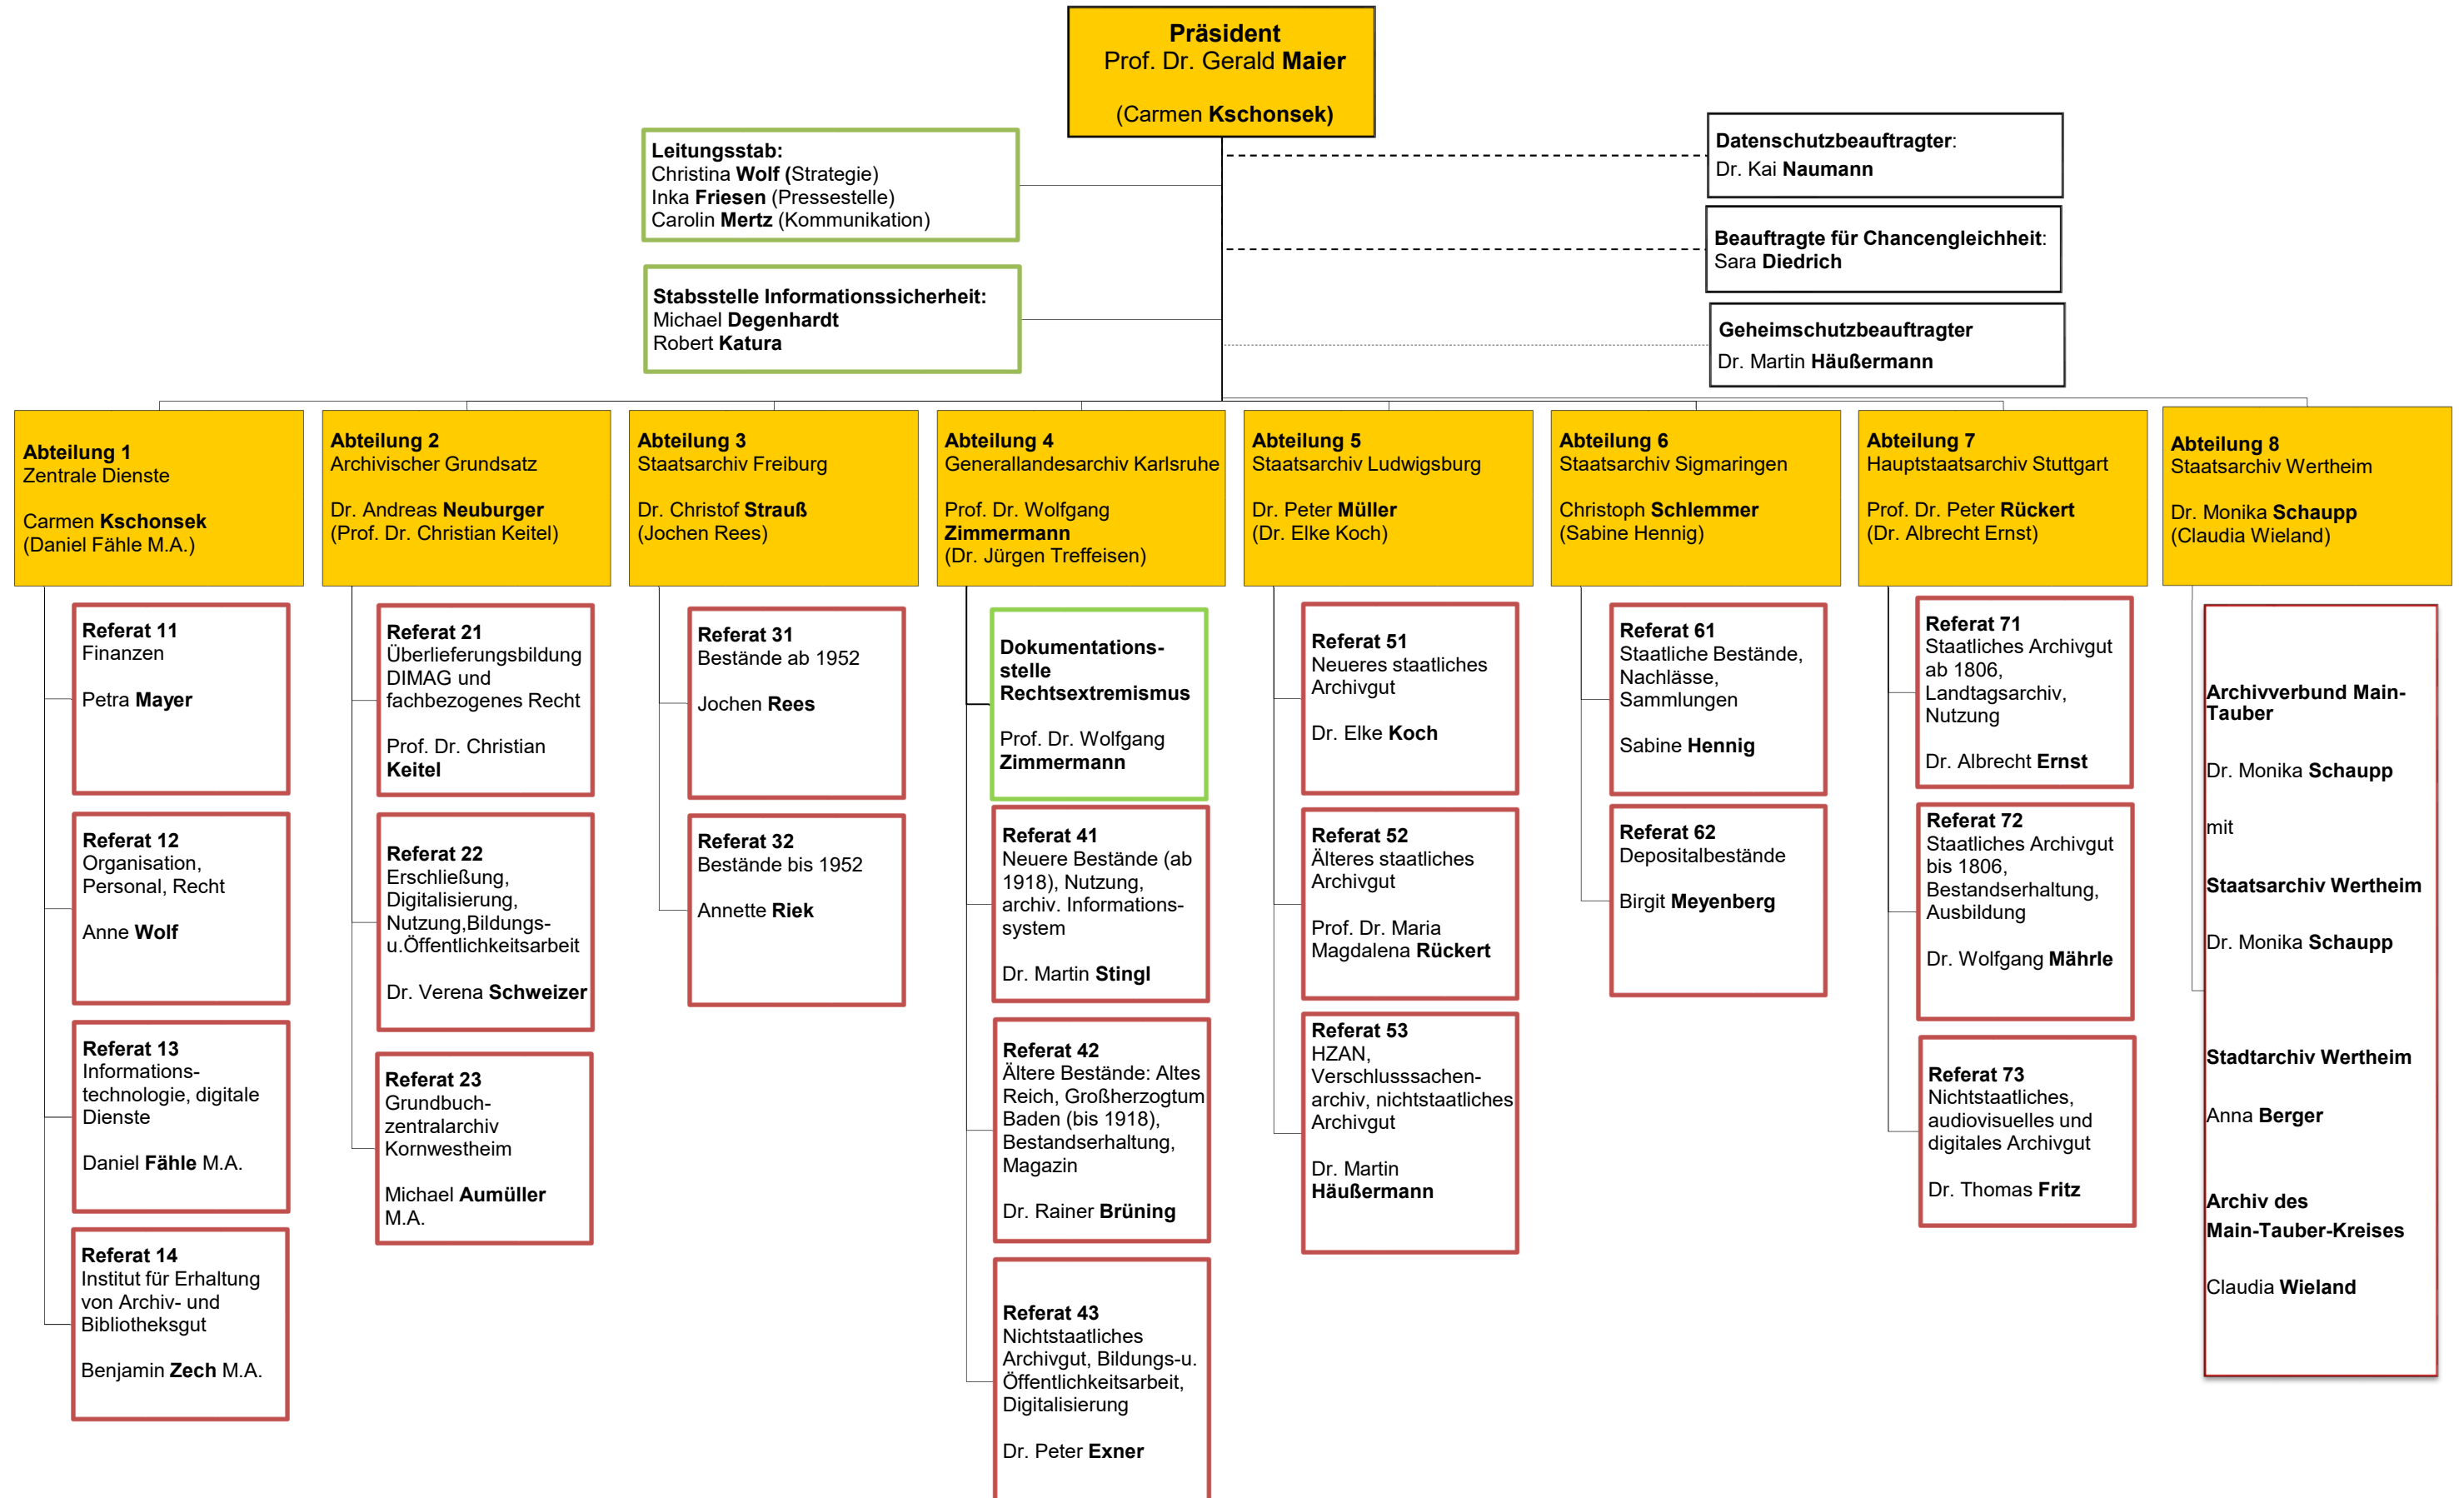 Präsident
Prof. Dr. Gerald Maier
(Carmen Kschonsek)
Leitungsstab:
Christina Wolf (Strategie)
Inka Friesen (Pressestelle)
Carolin Mertz (Kommunikation)
Stabsstelle Informationssicherheit:
Michael Degenhardt
Robert Katura
Datenschutzbeauftragter:
Dr. Kai Naumann
Beauftragte für Chancengleichheit:
Sara Diedrich
Geheimschutzbeauftragter
Dr. Martin Häußermann
Abteilung 1
Zentrale Dienste
Carmen Kschonsek
(Daniel Fähle M.A.)
Referat 11
Finanzen
Petra Mayer
Referat 12
Organisation,
Personal, Recht
Anne Wolf
Referat 13
Informations-
technologie, digitale
Dienste
Daniel Fähle M.A.
Referat 14
Institut für Erhaltung
von Archiv- und
Bibliotheksgut
Benjamin Zech M.A.
Abteilung 2
Archivischer Grundsatz
Dr. Andreas Neuburger
(Prof. Dr. Christian Keitel)
Referat 21
Überlieferungsbildung
DIMAG und
fachbezogenes Recht
Prof. Dr. Christian
Keitel
Referat 22
Erschließung,
Digitalisierung,
Nutzung,Bildungs-
u.Öffentlichkeitsarbeit
Dr. Verena Schweizer
Referat 23
Grundbuch-
zentralarchiv
Kornwestheim
Michael Aumüller
M.A.
Abteilung 3
Staatsarchiv Freiburg
Dr. Christof Strauß
(Jochen Rees)
Referat 31
Bestände ab 1952
Jochen Rees
Referat 32
Bestände bis 1952
Annette Riek
Abteilung 4
Generallandesarchiv Karlsruhe
Prof. Dr. Wolfgang
Zimmermann
(Dr. Jürgen Treffeisen)
Dokumentations-
stelle
Rechtsextremismus
Prof. Dr. Wolfgang
Zimmermann
Referat 41
Neuere Bestände (ab
1918), Nutzung,
archiv. Informations-
system
Dr. Martin Stingl
Referat 42
Ältere Bestände: Altes
Reich, Großherzogtum
Baden (bis 1918),
Bestandserhaltung,
Magazin
Dr. Rainer Brüning
Referat 43
Nichtstaatliches
Archivgut, Bildungs-u.
Öffentlichkeitsarbeit,
Digitalisierung
Dr. Peter Exner
Abteilung 5
Staatsarchiv Ludwigsburg
Dr. Peter Müller
(Dr. Elke Koch)
Referat 51
Neueres staatliches
Archivgut
Dr. Elke Koch
Referat 52
Älteres staatliches
Archivgut
Prof. Dr. Maria
Magdalena Rückert
Referat 53
HZAN,
Verschlusssachen-
archiv, nichtstaatliches
Archivgut
Dr. Martin
Häußermann
Abteilung 6
Staatsarchiv Sigmaringen
Christoph Schlemmer
(Sabine Hennig)
Referat 61
Staatliche Bestände,
Nachlässe,
Sammlungen
Sabine Hennig
Referat 62
Depositalbestände
Birgit Meyenberg
Abteilung 7
Hauptstaatsarchiv Stuttgart
Prof. Dr. Peter Rückert
(Dr. Albrecht Ernst)
Referat 71
Staatliches Archivgut
ab 1806,
Landtagsarchiv,
Nutzung
Dr. Albrecht Ernst
Referat 72
Staatliches Archivgut
bis 1806,
Bestandserhaltung,
Ausbildung
Dr. Wolfgang Mährle
Referat 73
Nichtstaatliches,
audiovisuelles und
digitales Archivgut
Dr. Thomas Fritz
Abteilung 8
Staatsarchiv Wertheim
Dr. Monika Schaupp
(Claudia Wieland)
Archivverbund Main-
Tauber
Dr. Monika Schaupp
mit
Staatsarchiv Wertheim
Dr. Monika Schaupp
Stadtarchiv Wertheim
Anna Berger
Archiv des
Main-Tauber-Kreises
Claudia Wieland